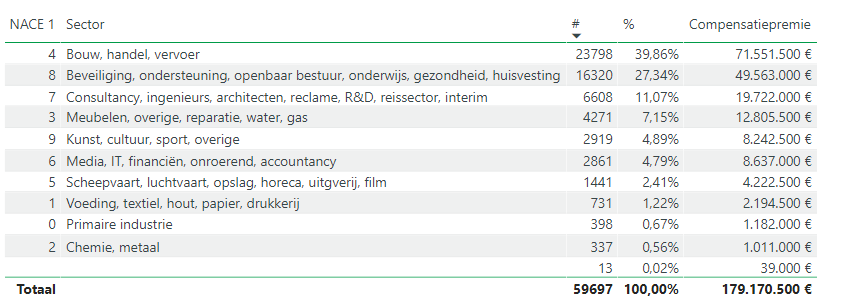 NACE 1 Sector # % Compensatiepremie
4 Bouw, handel, vervoer 23798 39,86% 71.551.500 €
8 Beveiliging, ondersteuning, openbaar bestuur, onderwijs, gezondheid, huisvesting 16320 27,34% 49.563.000 €
7 Consultancy, ingenieurs, architecten, reclame, R&D, reissector, interim 6608 11,07% 19.722.000 €
3 Meubelen, overige, reparatie, water, gas 4271 7,15% 12.805.500 €
9 Kunst, cultuur, sport, overige 2919 4,89% 8.242.500 €
6 Media, IT, financiën, onroerend, accountancy 2861 4,79% 8.637.000 €
5 Scheepvaart, luchtvaart, opslag, horeca, uitgverij, film 1441 2,41% 4.222.500 €
1 Voeding, textiel, hout, papier, drukkerij 731 1,22% 2.194.500 €
0 Primaire industrie 398 0,67% 1.182.000 €
2 Chemie, metaal 337 0,56% 1.011.000 €
13 0,02% 39.000 €
Totaal 59697 100,00% 179.170.500 €